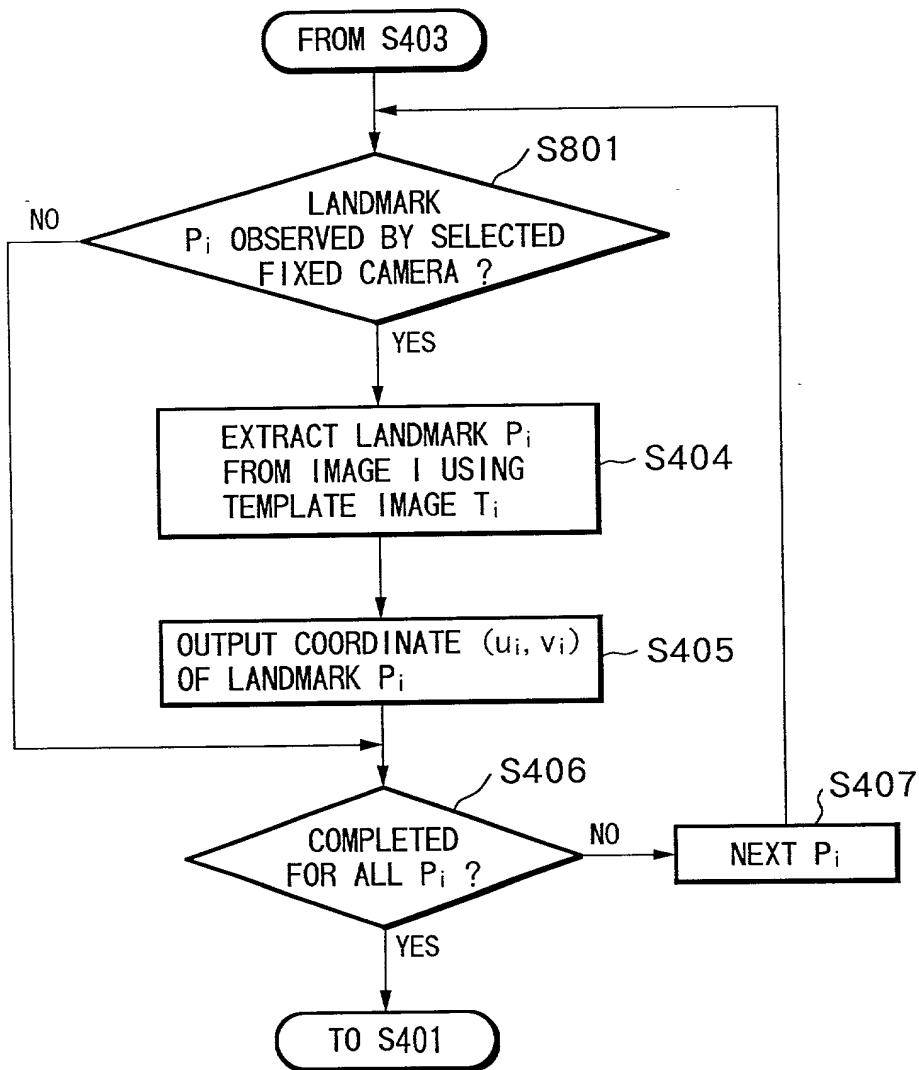 FROM S403
S801
LANDMARK
Pi OBSERVED BY SELECTED
FIXED CAMERA ?
NO
YES
EXTRACT LANDMARK Pi
FROM IMAGE I USING
TEMPLATE IMAGE Ti
S404
OUTPUT COORDINATE (ui, vi)
OF LANDMARK Pi
S405
S406
COMPLETED
FOR ALL Pi ?
NO
S407
NEXT Pi
YES
TO S401